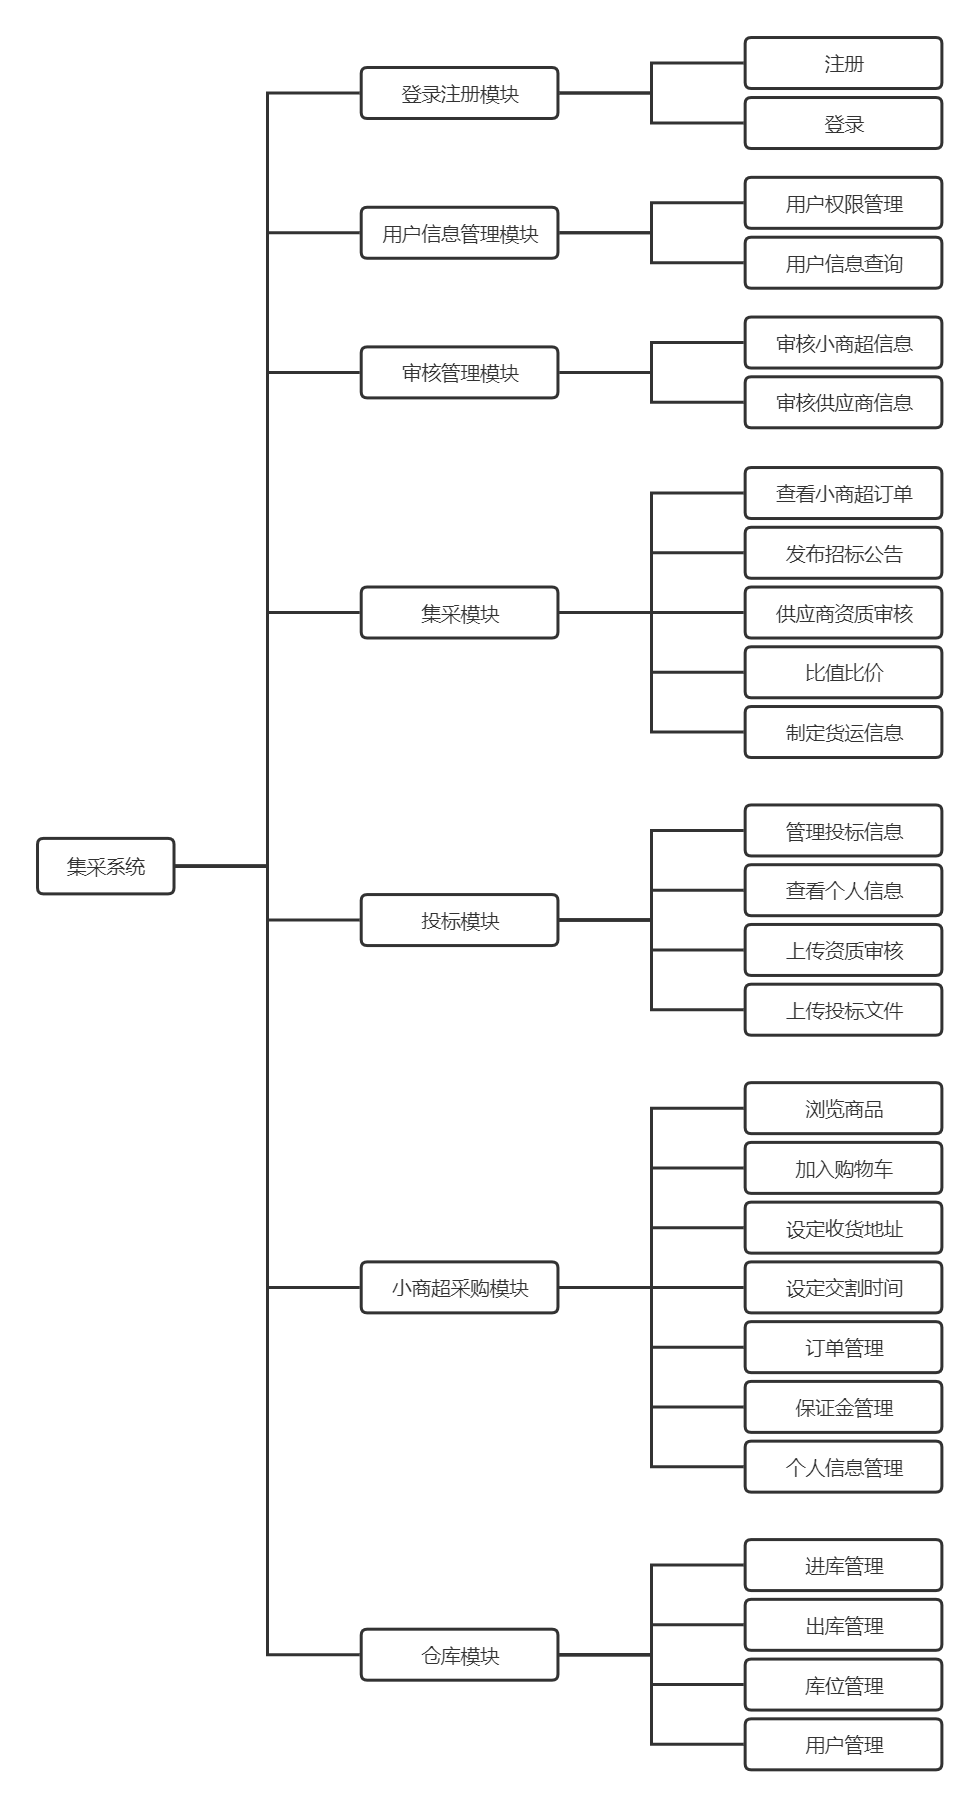 集采系统
登录注册模块
注册
登录
用户信息管理模块
用户权限管理
用户信息查询
审核管理模块
审核小商超信息
审核供应商信息
集采模块
查看小商超订单
发布招标公告
供应商资质审核
比值比价
制定货运信息
投标模块
管理投标信息
查看个人信息
上传资质审核
上传投标文件
小商超采购模块
浏览商品
加入购物车
设定收货地址
设定交割时间
订单管理
保证金管理
个人信息管理
仓库模块
进库管理
出库管理
库位管理
用户管理